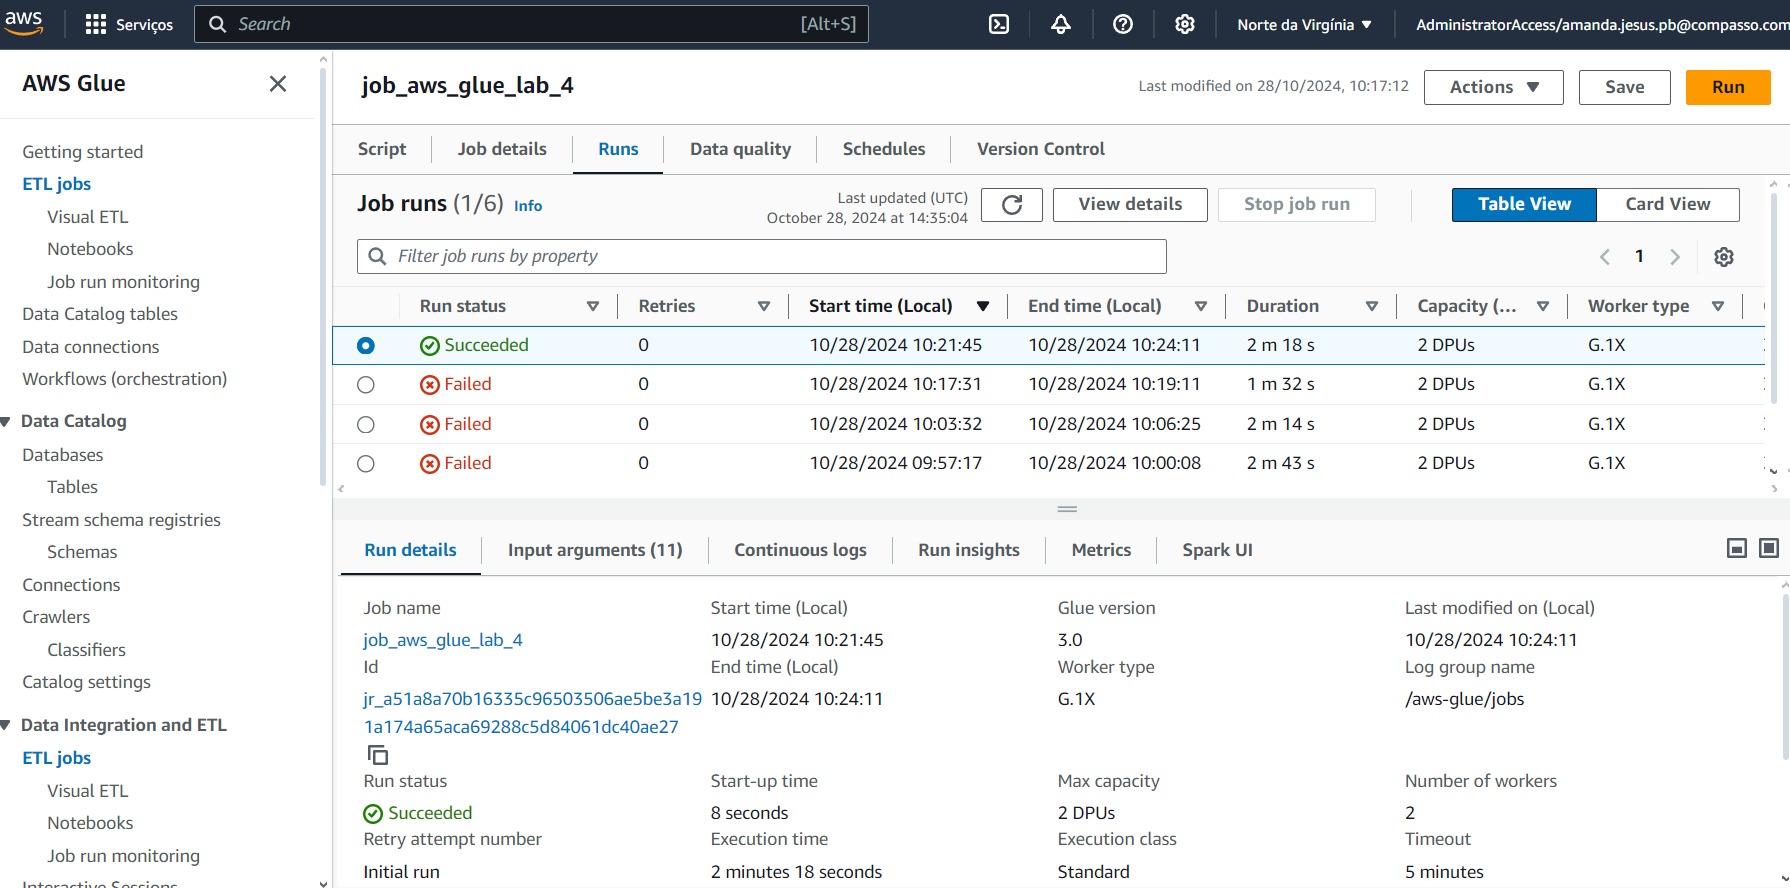 aws
Serviços
Search
[Alt+S]
Norte da Virgínia
AdministratorAccess/amanda.jesus.pb@compasso.com
AWS Glue
Getting started
ETL jobs
Visual ETL
Notebooks
Job run monitoring
Data Catalog tables
Data connections
Workflows (orchestration)
Data Catalog
Databases
Tables
Stream schema registries
Schemas
Connections
Crawlers
Classifiers
Catalog settings
Data Integration and ETL
ETL jobs
Visual ETL
Notebooks
Job run monitoring
Interactive Sessions
job_aws_glue_lab_4
Last modified on 28/10/2024, 10:17:12
Actions
Save
Run
Script
Job details
Runs
Data quality
Schedules
Version Control
Job runs (1/6) Info
Last updated (UTC)
October 28, 2024 at 14:35:04
View details
Stop job run
Table View
Card View
Filter job runs by property
1
Run status Retries Start time (Local) End time (Local) Duration Capacity (... Worker type
Succeeded 0 10/28/2024 10:21:45 10/28/2024 10:24:11 2 m 18 s 2 DPUs G.1X
Failed 0 10/28/2024 10:17:31 10/28/2024 10:19:11 1 m 32 s 2 DPUs G.1X
Failed 0 10/28/2024 10:03:32 10/28/2024 10:06:25 2 m 14 s 2 DPUs G.1X
Failed 0 10/28/2024 09:57:17 10/28/2024 10:00:08 2 m 43 s 2 DPUs G.1X
Run details
Input arguments (11)
Continuous logs
Run insights
Metrics
Spark UI
Job name Start time (Local) Glue version Last modified on (Local)
job_aws_glue_lab_4 10/28/2024 10:21:45 3.0 10/28/2024 10:24:11
Id End time (Local) Worker type Log group name
jr_a51a8a70b16335c96503506ae5be3a19 10/28/2024 10:24:11 G.1X /aws-glue/jobs
1a174a65aca69288c5d84061dc40ae27
Run status Start-up time Max capacity Number of workers
Succeeded 8 seconds 2 DPUs 2
Retry attempt number Execution time Execution class Timeout
Initial run 2 minutes 18 seconds Standard 5 minutes